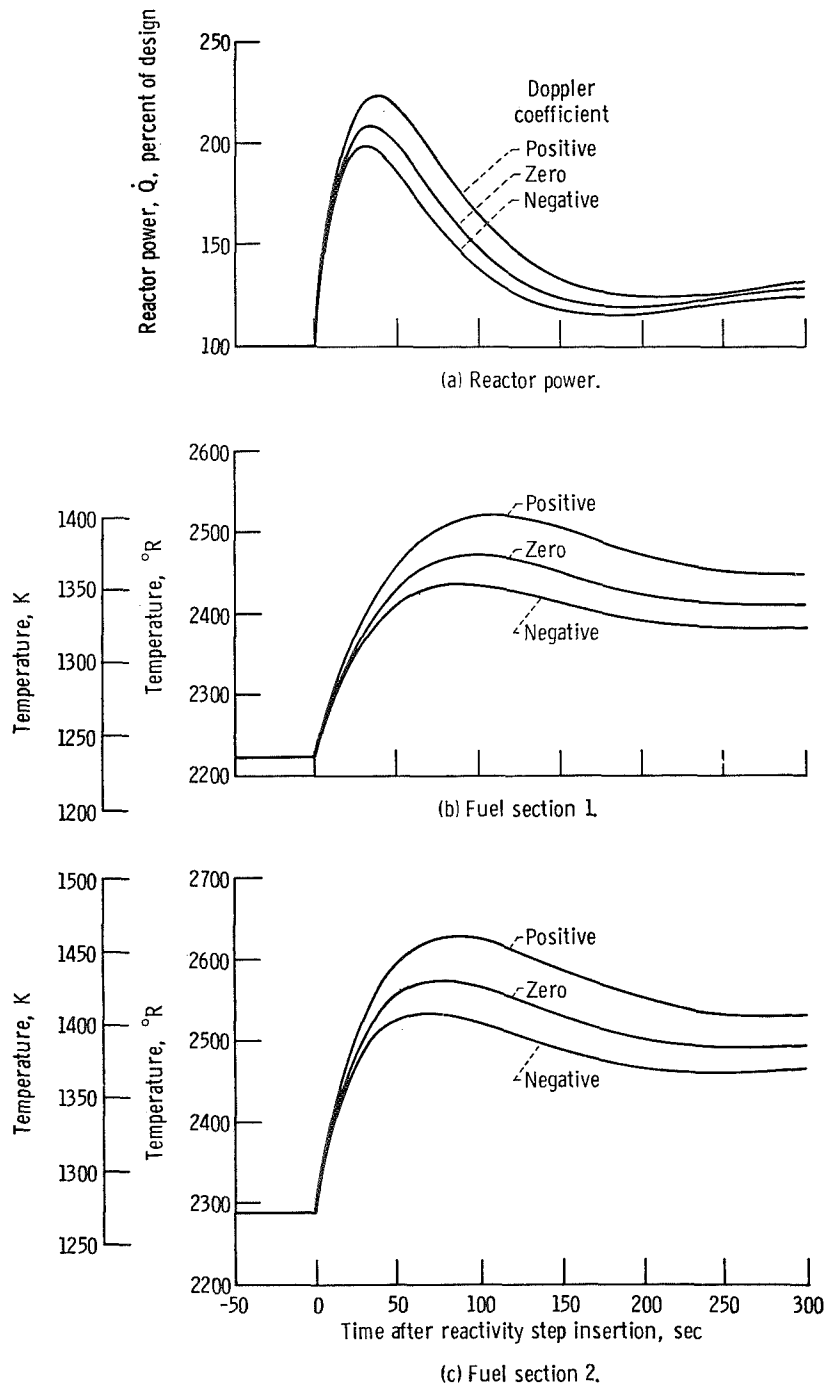 Reactor power, Q̇, percent of design
250
200
150
100
Doppler
coefficient
Positive
Zero
Negative
(a) Reactor power.
Temperature, K
1400
1350
1300
1250
1200
Temperature, °R
2600
2500
2400
2300
2200
Positive
Zero
Negative
(b) Fuel section 1.
Temperature, K
1500
1450
1400
1350
1300
1250
Temperature, °R
2700
2600
2500
2400
2300
2200
Positive
Zero
Negative
-50 0 50 100 150 200 250 300
Time after reactivity step insertion, sec
(c) Fuel section 2.